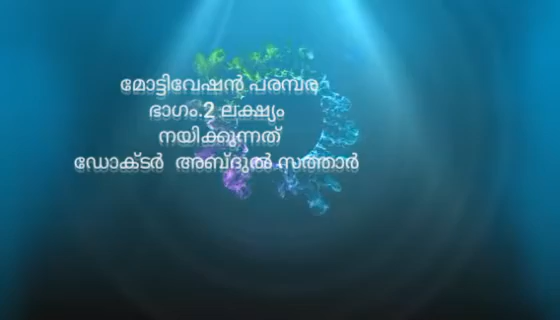 മോട്ടിവേഷൻ പരമ്പര
ഭാഗം.2 ലക്ഷ്യം
നയിക്കുന്നത്
ഡോക്ടർ അബ്ദുൽ സത്താർ